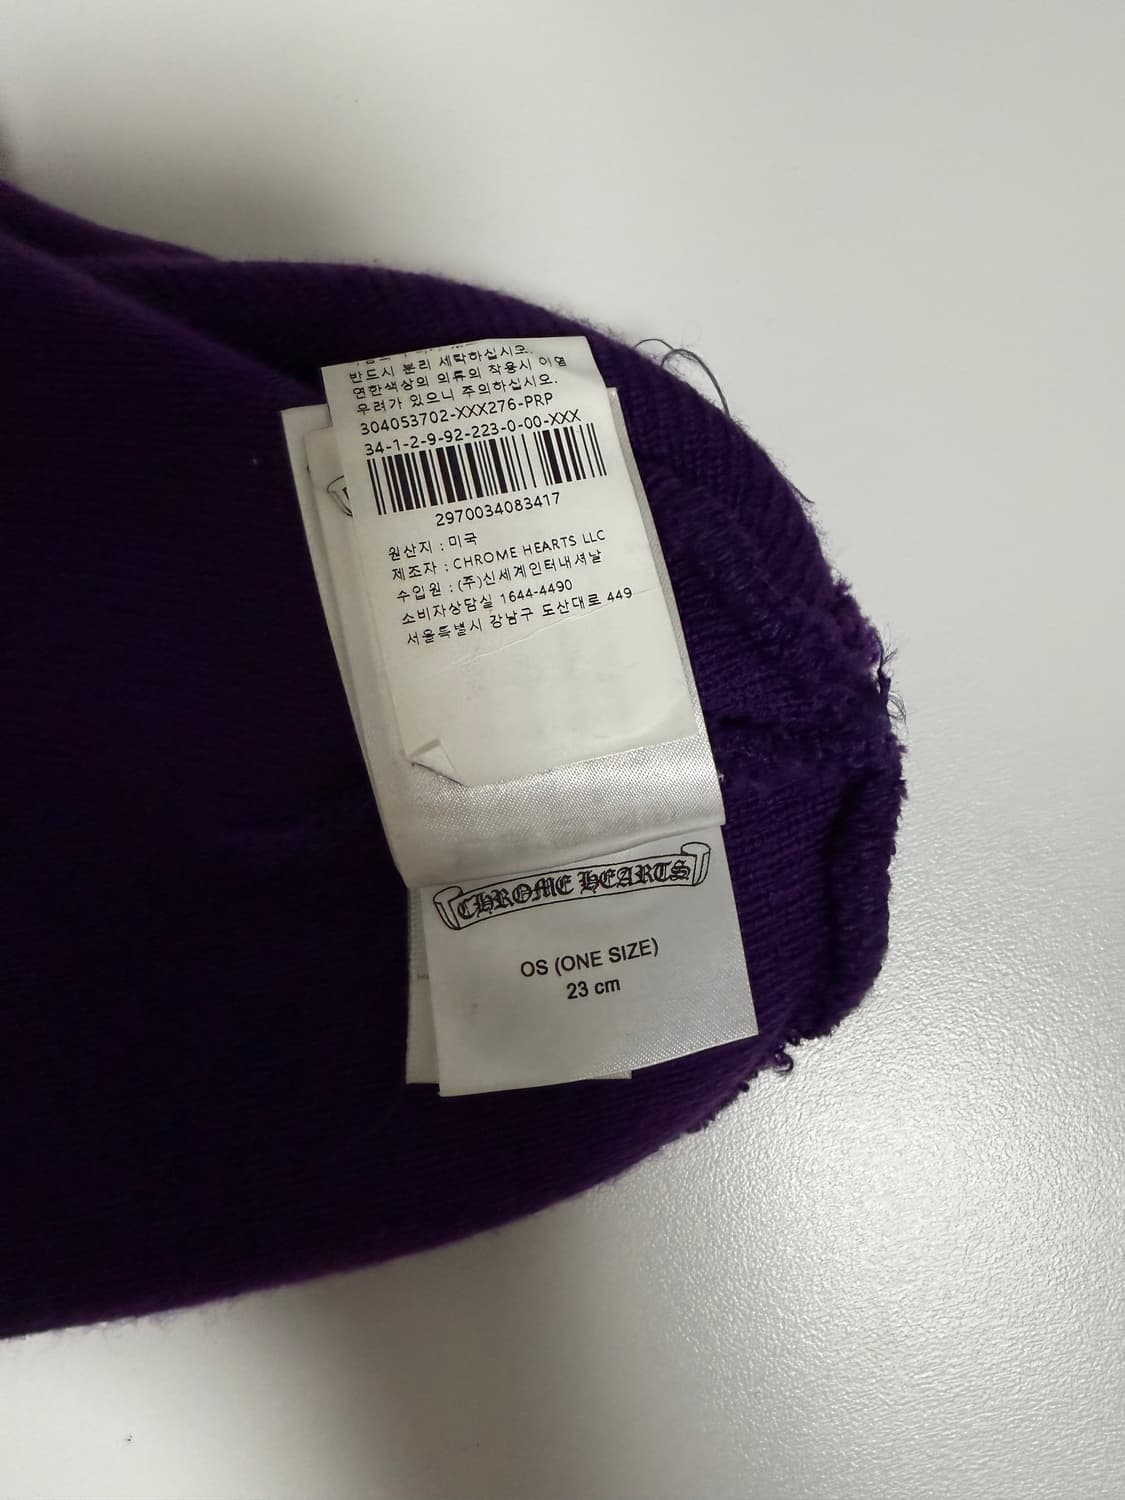 반드시 분리 세탁하십시오.
연한색상의 의류의 착용시 이염
우려가 있으니 주의하십시오.
304053702-XXX276-PRP
34-1-2-9-92-223-0-00-XXX
2970034083417
원산지 : 미국
제조자 : CHROME HEARTS LLC
수입원 : (주)신세계인터내셔날
소비자상담실 1644-4490
서울특별시 강남구 도산대로 449
CHROME HEARTS
OS (ONE SIZE)
23 cm